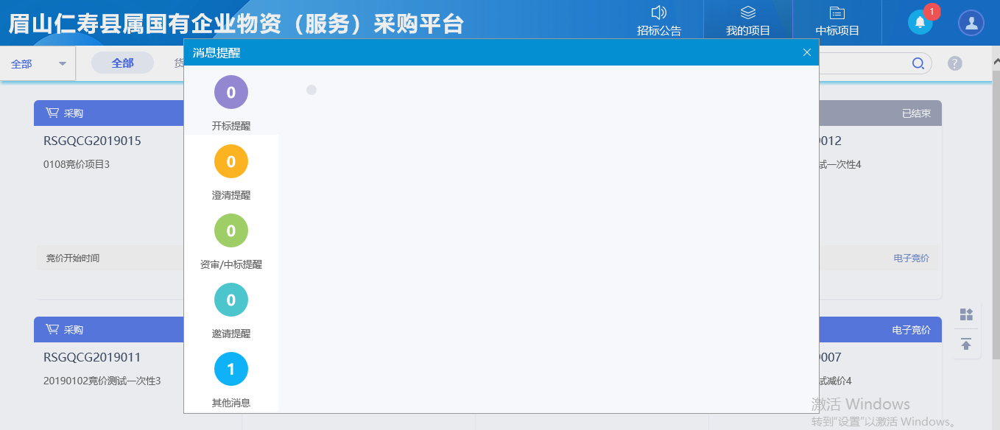 眉山仁寿县属国有企业物资（服务）采购平台
招标公告
我的项目
中标项目
1
全部
全部
货
?
消息提醒
0
开标提醒
0
澄清提醒
0
资审/中标提醒
0
邀请提醒
1
其他消息
采购
RSGQCG2019015
0108竞价项目3
竞价开始时间
已结束
012
试一次性4
电子竞价
采购
RSGQCG2019011
20190102竞价测试一次性3
电子竞价
007
试减价4
激活 Windows
转到"设置"以激活 Windows。